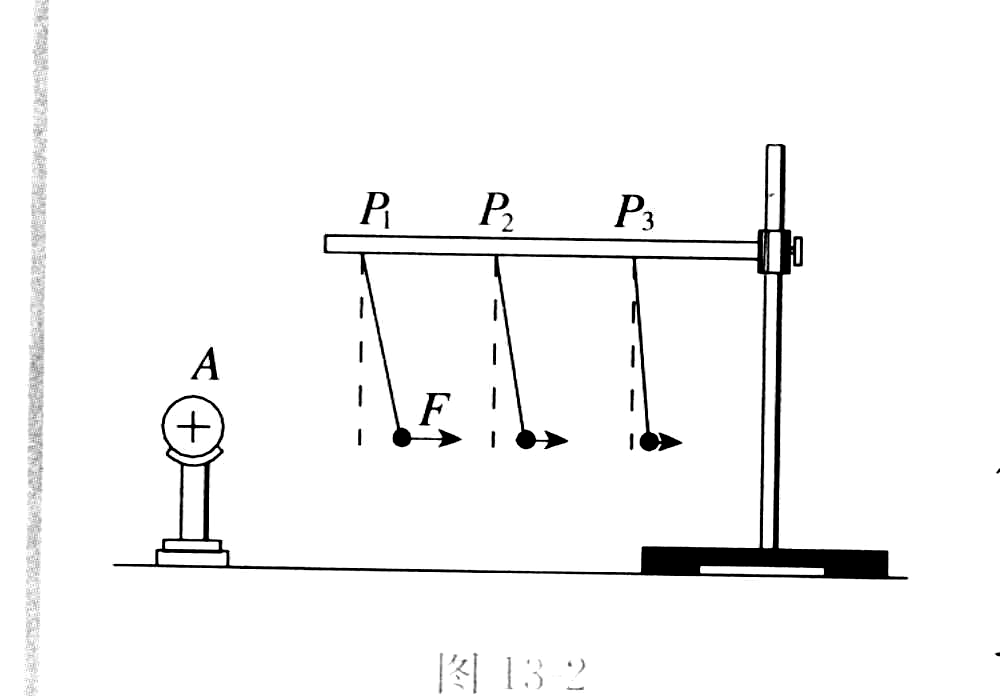 P₁ P₂ P₃
A
F
图 13-2